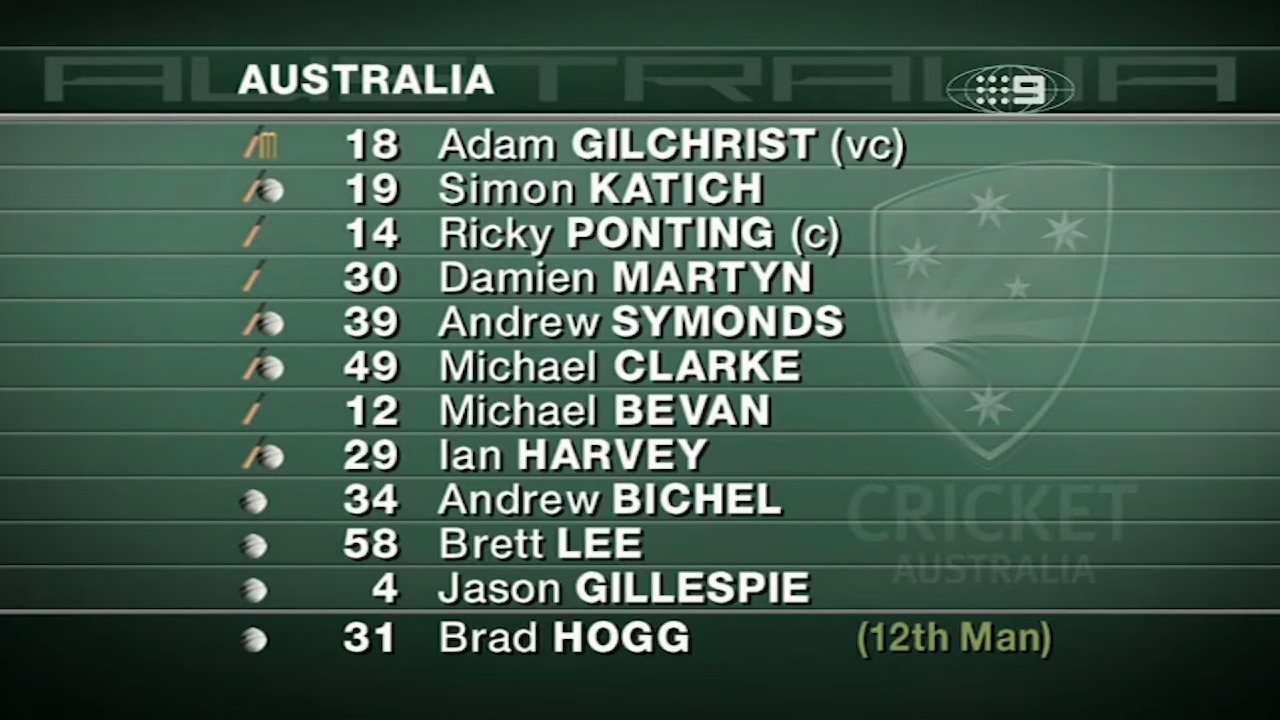 AUSTRALIA
9
18 Adam GILCHRIST (vc)
19 Simon KATICH
14 Ricky PONTING (c)
30 Damien MARTYN
39 Andrew SYMONDS
49 Michael CLARKE
12 Michael BEVAN
29 Ian HARVEY
34 Andrew BICHEL
58 Brett LEE
4 Jason GILLESPIE
31 Brad HOGG (12th Man)
AUSTRALIA
CRICKET
AUSTRALIA